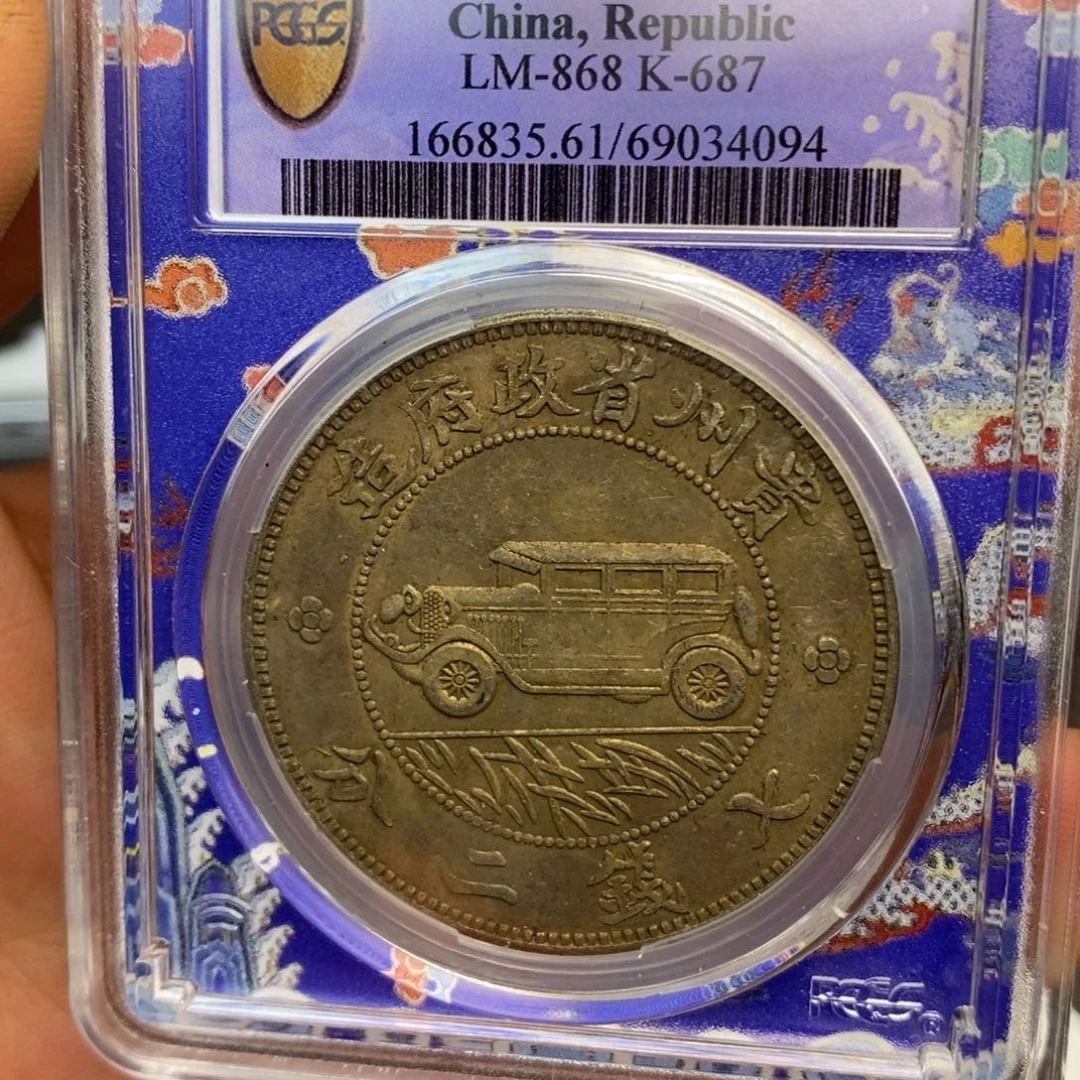 PCGS
China, Republic
LM-868 K-687
166835.61/69034094
貴州省政府造
七錢二分
PCGS